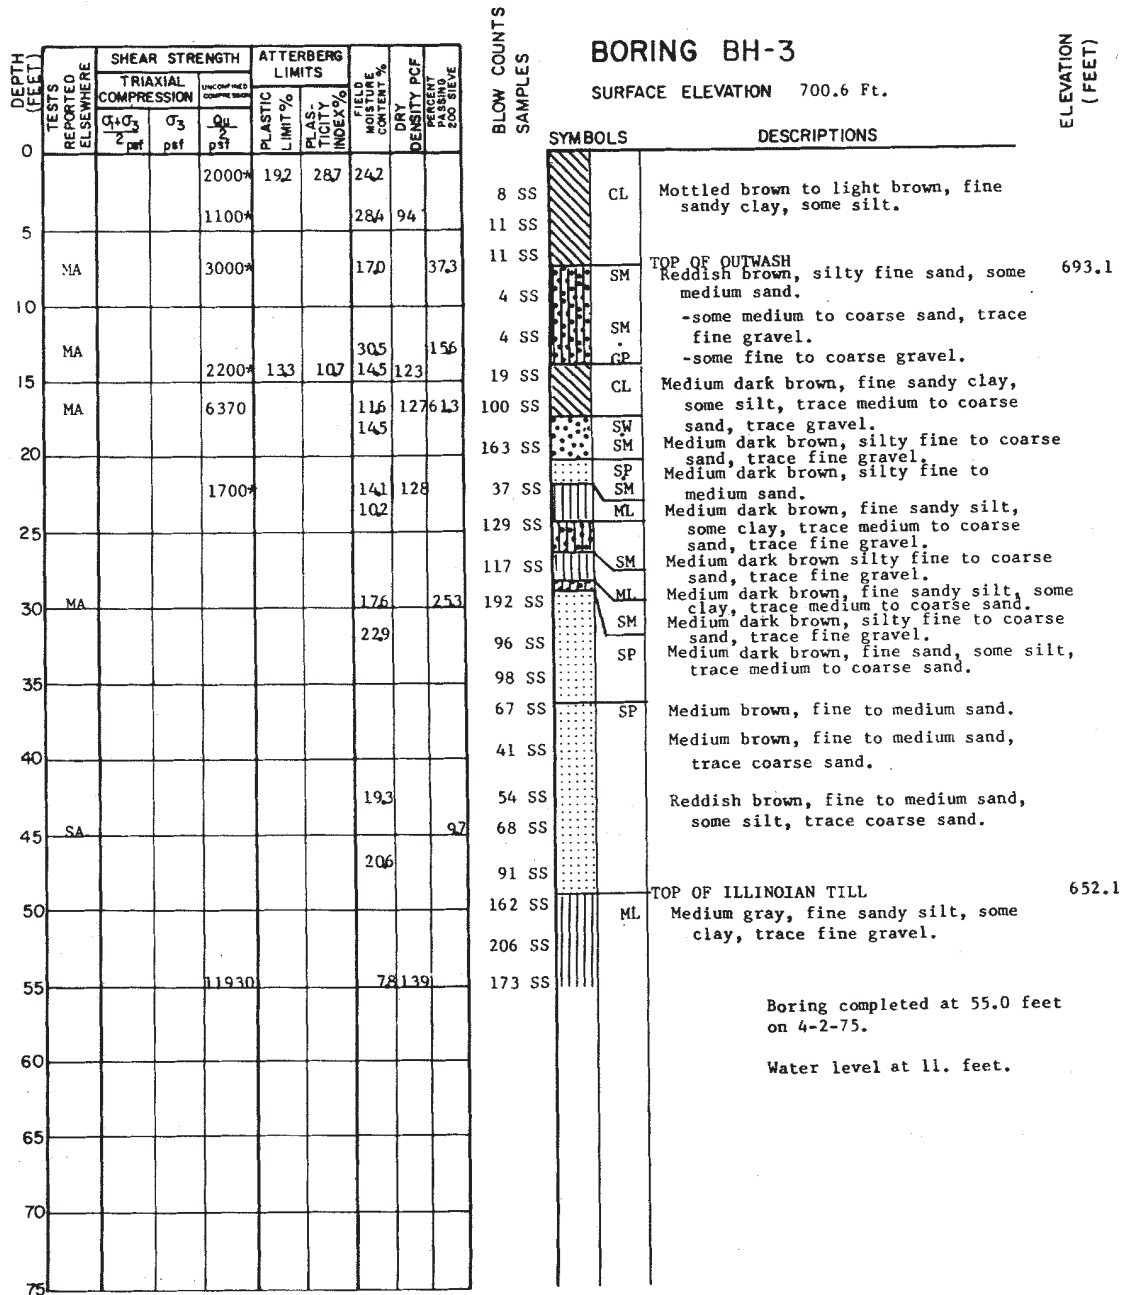 BORING BH-3
SURFACE ELEVATION 700.6 Ft.
DEPTH (FEET)
TESTS REPORTED ELSEWHERE
SHEAR STRENGTH
TRIAXIAL COMPRESSION
UNCONFINED COMPRESSION
σ1+σ3 / 2 psf
σ3 psf
Qu / 2 psf
ATTERBERG LIMITS
PLASTIC LIMIT %
PLAS-TICITY INDEX %
FIELD MOISTURE CONTENT %
DRY DENSITY PCF
PERCENT PASSING 200 SIEVE
BLOW COUNTS
SAMPLES
SYMBOLS
DESCRIPTIONS
ELEVATION (FEET)
0
2000* 19.2 28.7 24.2
1100* 28.4 94
5
MA 3000* 17.0 37.3
10
MA 30.5 15.6
2200* 13.3 10.7 14.5 123
15
MA 6370 11.6 127 61.3
14.5
20
1700* 14.1 128
10.2
25
30 MA 17.6 25.3
22.9
35
40
19.3
45 SA 9.7
20.6
50
55 11930 7.8 139
60
65
70
75
8 SS
11 SS
11 SS
4 SS
4 SS
19 SS
100 SS
163 SS
37 SS
129 SS
117 SS
192 SS
96 SS
98 SS
67 SS
41 SS
54 SS
68 SS
91 SS
162 SS
206 SS
173 SS
CL Mottled brown to light brown, fine
sandy clay, some silt.
TOP OF OUTWASH 693.1
SM Reddish brown, silty fine sand, some
medium sand.
-some medium to coarse sand, trace
SM fine gravel.
GP -some fine to coarse gravel.
CL Medium dark brown, fine sandy clay,
some silt, trace medium to coarse
sand, trace gravel.
SW
SM Medium dark brown, silty fine to coarse
sand, trace fine gravel.
SP Medium dark brown, silty fine to
SM medium sand.
ML Medium dark brown, fine sandy silt,
some clay, trace medium to coarse
sand, trace fine gravel.
SM Medium dark brown silty fine to coarse
sand, trace fine gravel.
ML Medium dark brown, fine sandy silt, some
clay, trace medium to coarse sand.
SM Medium dark brown, silty fine to coarse
sand, trace fine gravel.
SP Medium dark brown, fine sand, some silt,
trace medium to coarse sand.
SP Medium brown, fine to medium sand.
Medium brown, fine to medium sand,
trace coarse sand.
Reddish brown, fine to medium sand,
some silt, trace coarse sand.
TOP OF ILLINOIAN TILL 652.1
ML Medium gray, fine sandy silt, some
clay, trace fine gravel.
Boring completed at 55.0 feet
on 4-2-75.
Water level at 11. feet.